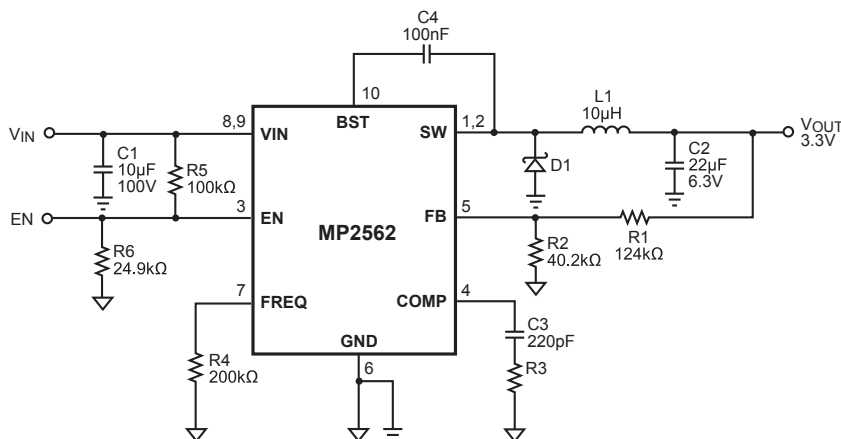 C4
100nF
10
8,9
1,2
L1
10µH
VIN
VIN
BST
SW
VOUT
3.3V
C1
10µF
100V
R5
100kΩ
D1
C2
22µF
6.3V
EN
3
EN
FB
5
MP2562
R6
24.9kΩ
R2
40.2kΩ
R1
124kΩ
7
FREQ
COMP
4
C3
220pF
GND
6
R4
200kΩ
R3